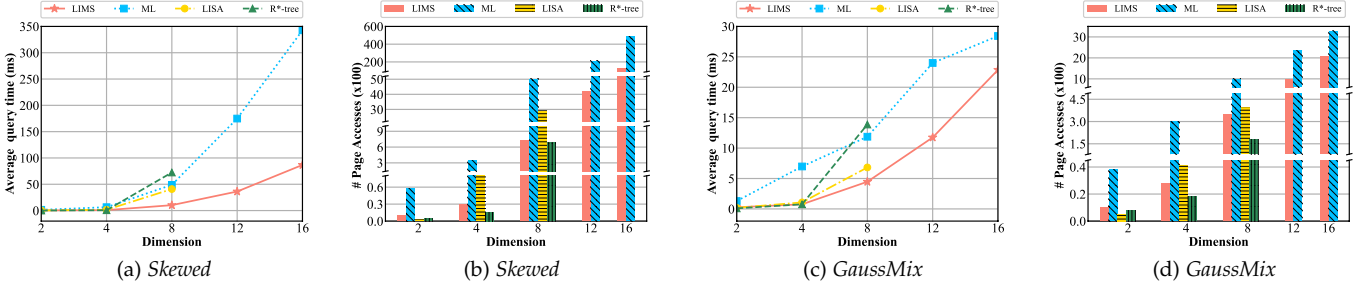 LIMS ML LISA R*-tree
350
300
250
200
150
100
50
0
2 4 8 12 16
Average query time (ms)
Dimension
(a) Skewed
LIMS ML LISA R*-tree
600
400
200
50
40
30
9
6
3
0.6
0.3
0.0
2 4 8 12 16
# Page Accesses (x100)
Dimension
(b) Skewed
LIMS ML LISA R*-tree
30
25
20
15
10
5
0
2 4 8 12 16
Average query time (ms)
Dimension
(c) GaussMix
LIMS ML LISA R*-tree
30
20
10
4.5
3.0
1.5
0.4
0.2
0.0
2 4 8 12 16
# Page Accesses (x100)
Dimension
(d) GaussMix